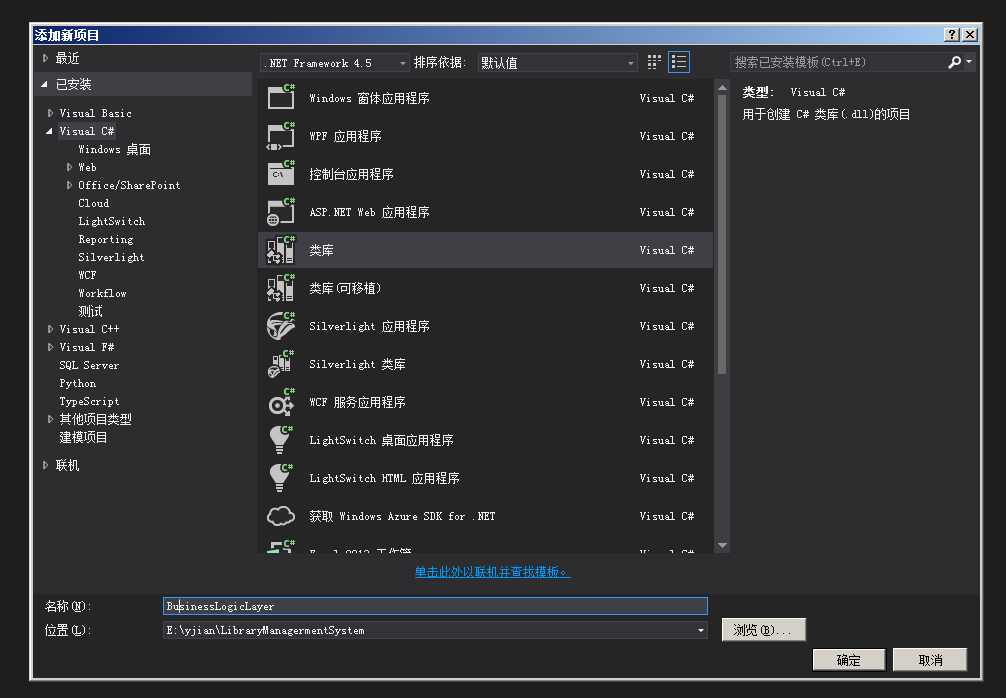 添加新项目
最近
已安装
Visual Basic
Visual C#
Windows 桌面
Web
Office/SharePoint
Cloud
LightSwitch
Reporting
Silverlight
WCF
Workflow
测试
Visual C++
Visual F#
SQL Server
Python
TypeScript
其他项目类型
建模项目
联机
.NET Framework 4.5 排序依据: 默认值
Windows 窗体应用程序 Visual C#
WPF 应用程序 Visual C#
控制台应用程序 Visual C#
ASP.NET Web 应用程序 Visual C#
类库 Visual C#
类库(可移植) Visual C#
Silverlight 应用程序 Visual C#
Silverlight 类库 Visual C#
WCF 服务应用程序 Visual C#
LightSwitch 桌面应用程序 Visual C#
LightSwitch HTML 应用程序 Visual C#
获取 Windows Azure SDK for .NET Visual C#
Excel 2013 工作簿 Visual C#
单击此处以联机并查找模板。
搜索已安装模板(Ctrl+E)
类型: Visual C#
用于创建 C# 类库(.dll)的项目
名称(N): BusinessLogicLayer
位置(L): E:\yjian\LibraryManagermentSystem
浏览(B)...
确定 取消